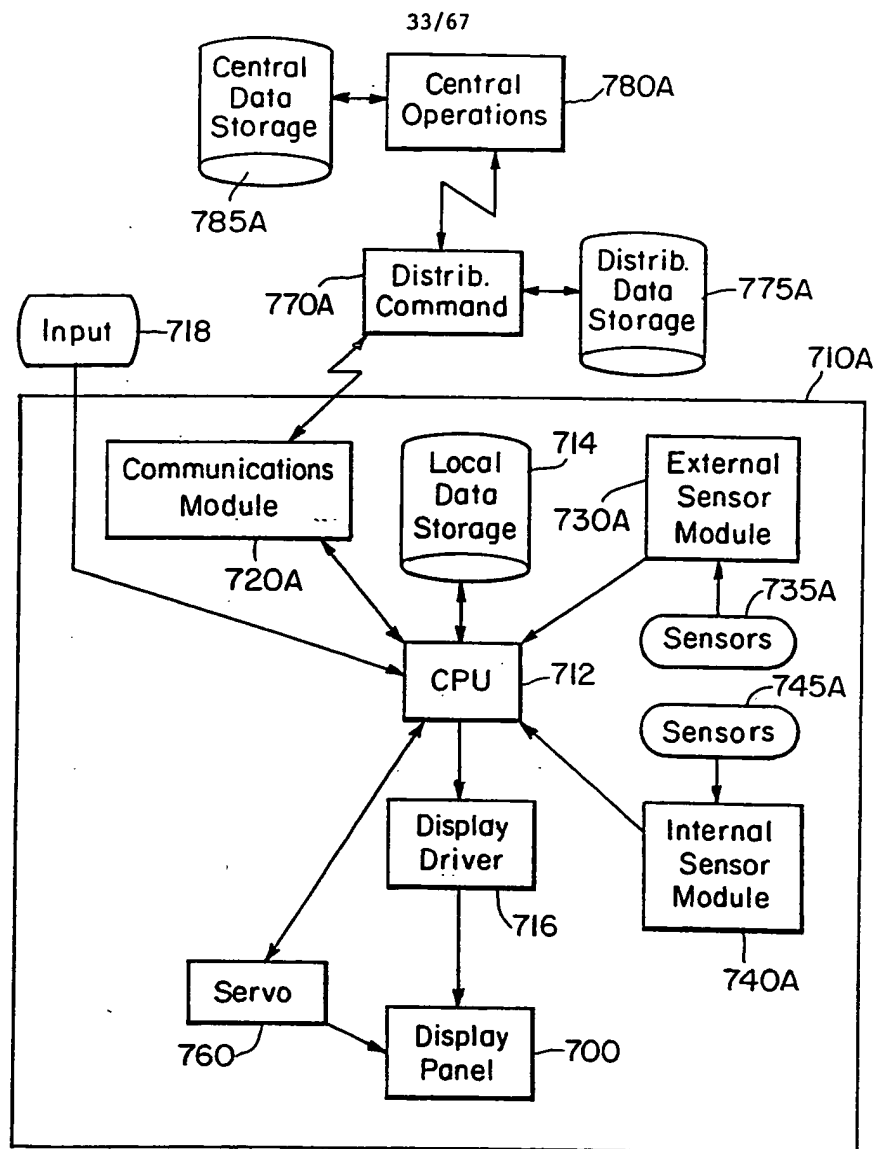 33/67
Central
Data
Storage
785A
Central
Operations
780A
770A
Distrib.
Command
Distrib.
Data
Storage
775A
Input
718
710A
Communications
Module
720A
Local
Data
Storage
714
730A
External
Sensor
Module
735A
Sensors
CPU
712
745A
Sensors
Display
Driver
716
Internal
Sensor
Module
740A
Servo
760
Display
Panel
700